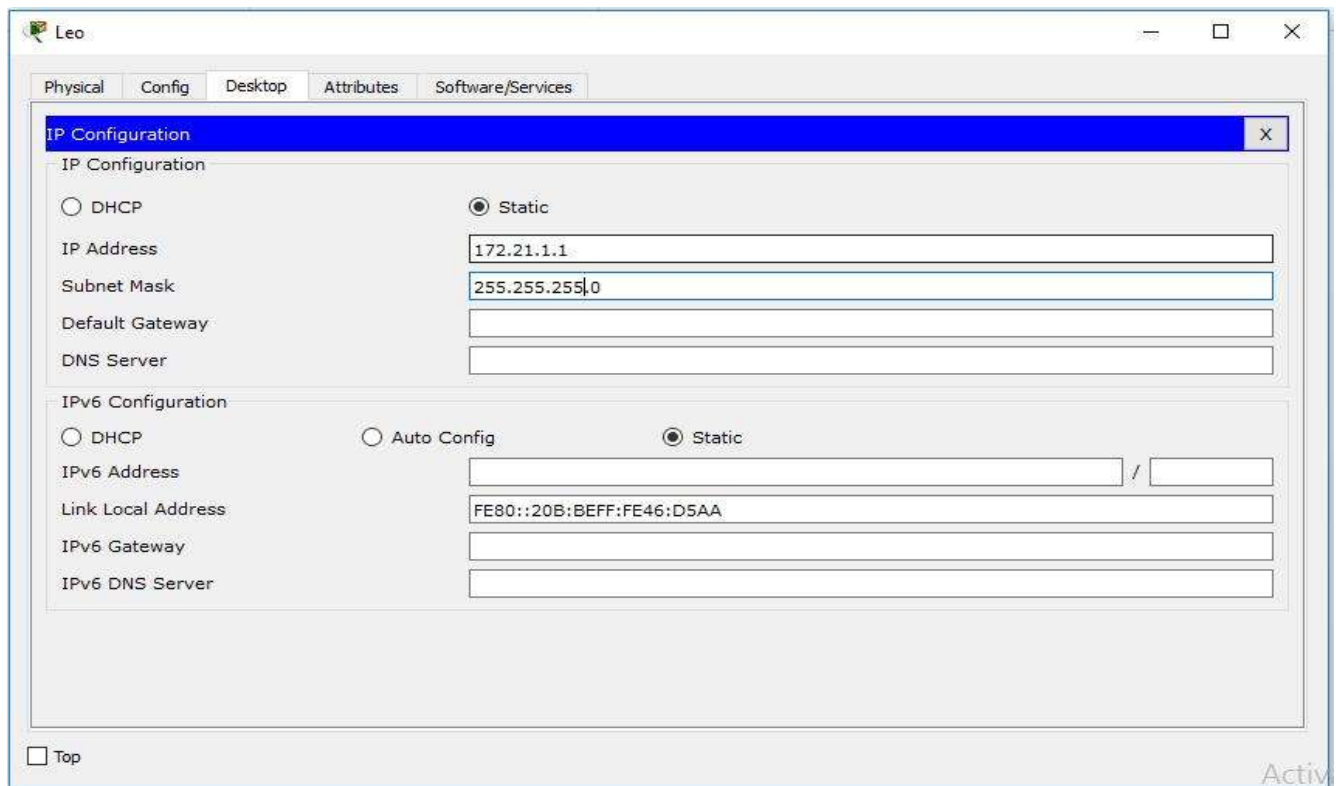 Leo
Physical Config Desktop Attributes Software/Services
IP Configuration X
IP Configuration
DHCP Static
IP Address 172.21.1.1
Subnet Mask 255.255.255.0
Default Gateway
DNS Server
IPv6 Configuration
DHCP Auto Config Static
IPv6 Address /
Link Local Address FE80::20B:BEFF:FE46:D5AA
IPv6 Gateway
IPv6 DNS Server
Top